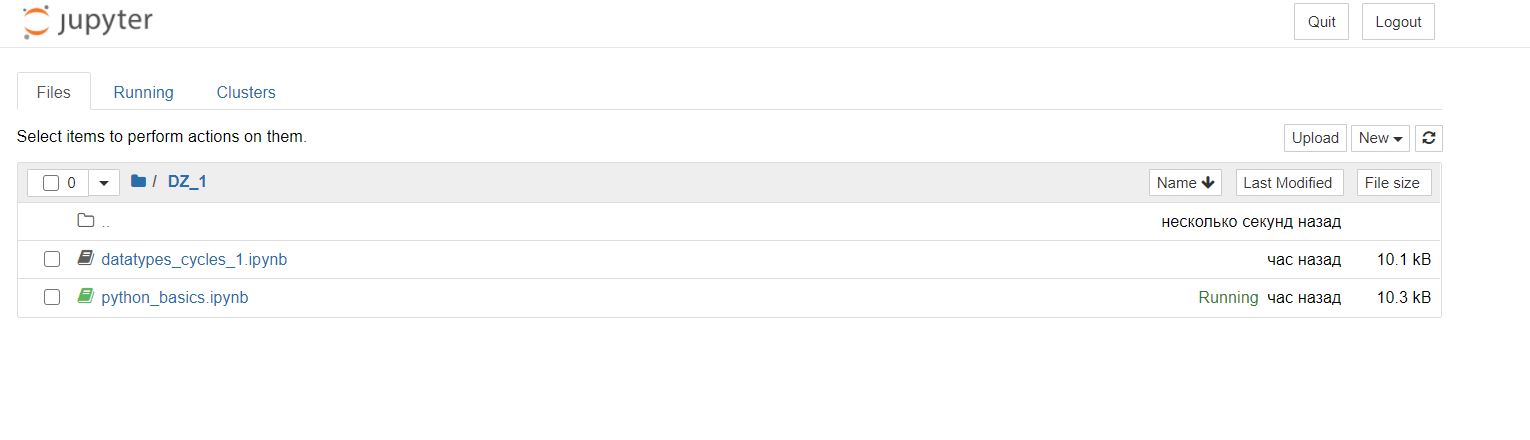 jupyter Quit Logout
Files Running Clusters
Select items to perform actions on them. Upload New
0 / DZ_1 Name Last Modified File size
.. несколько секунд назад
datatypes_cycles_1.ipynb час назад 10.1 kB
python_basics.ipynb Running час назад 10.3 kB